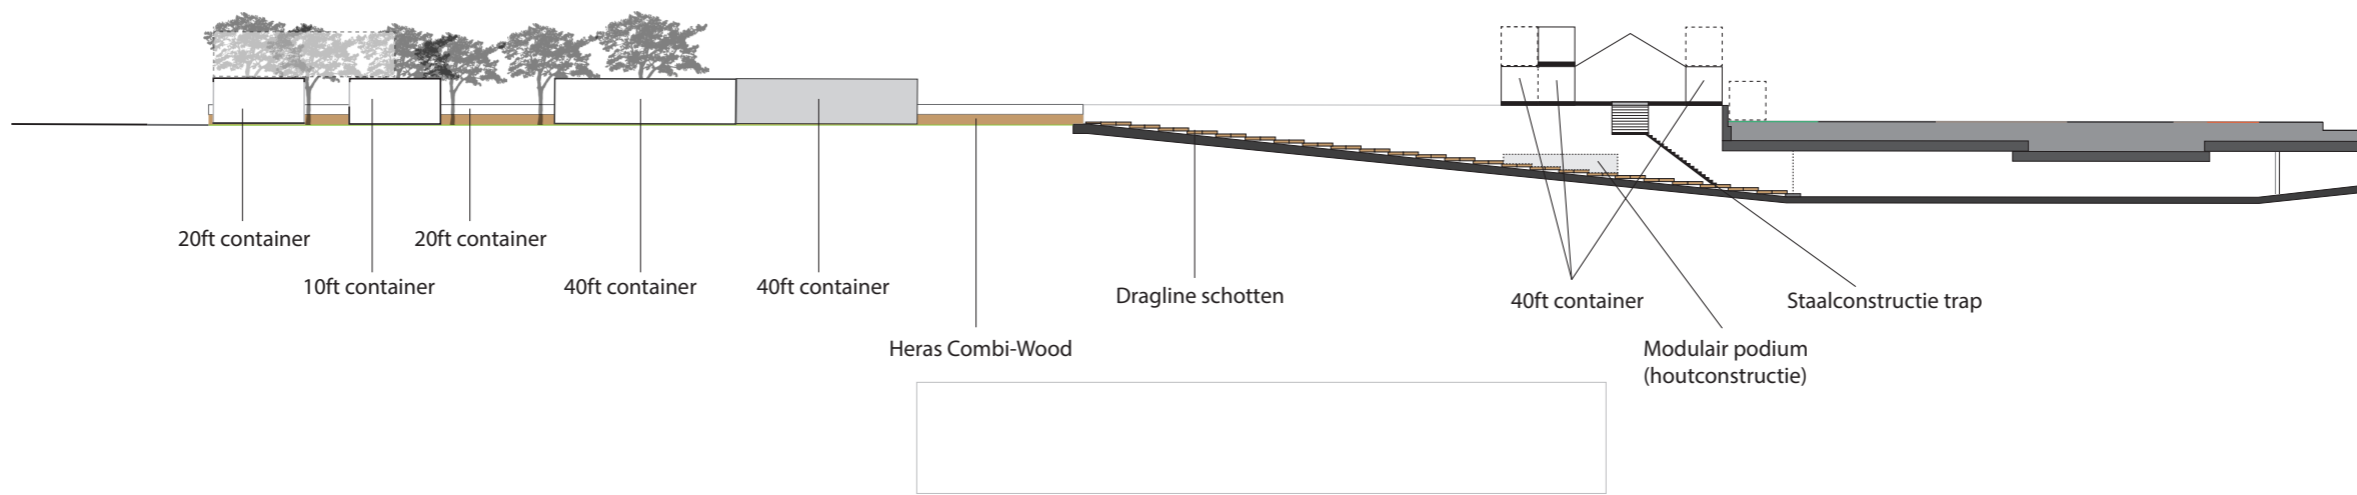 20ft container
20ft container
10ft container
40ft container
40ft container
Dragline schotten
40ft container
Staalconstructie trap
Heras Combi-Wood
Modulair podium
(houtconstructie)